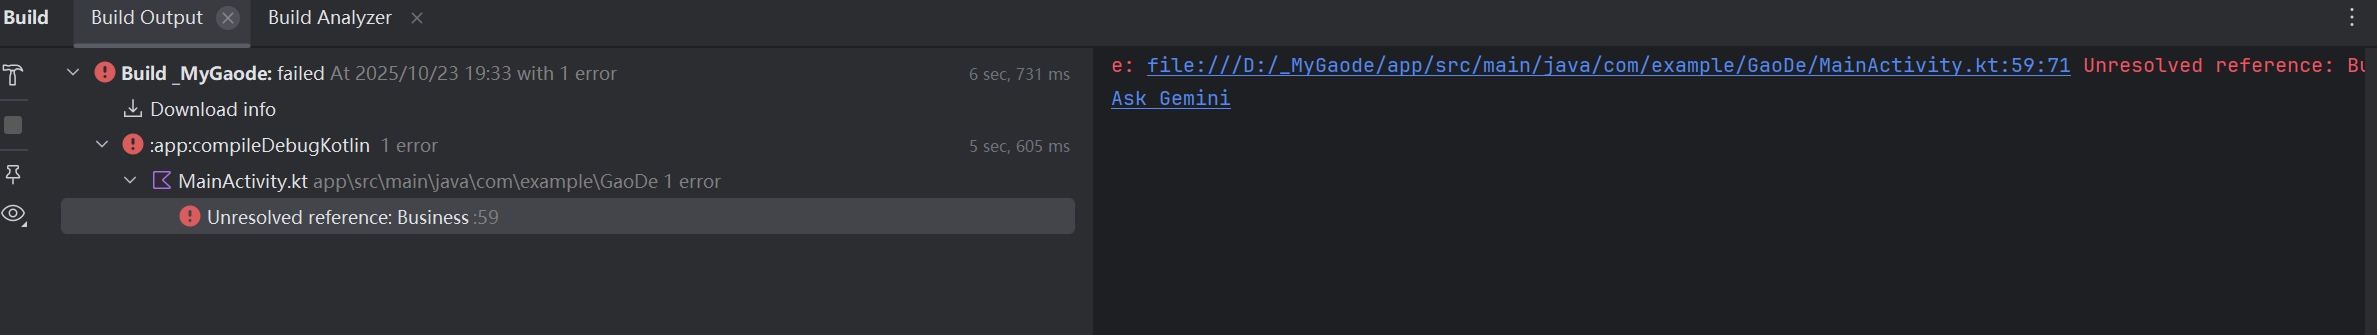 Build Build Output Build Analyzer
Build _MyGaode: failed At 2025/10/23 19:33 with 1 error 6 sec, 731 ms
Download info
:app:compileDebugKotlin 1 error 5 sec, 605 ms
MainActivity.kt app\src\main\java\com\example\GaoDe 1 error
Unresolved reference: Business :59
e: file:///D:/_MyGaode/app/src/main/java/com/example/GaoDe/MainActivity.kt:59:71 Unresolved reference:
Ask Gemini